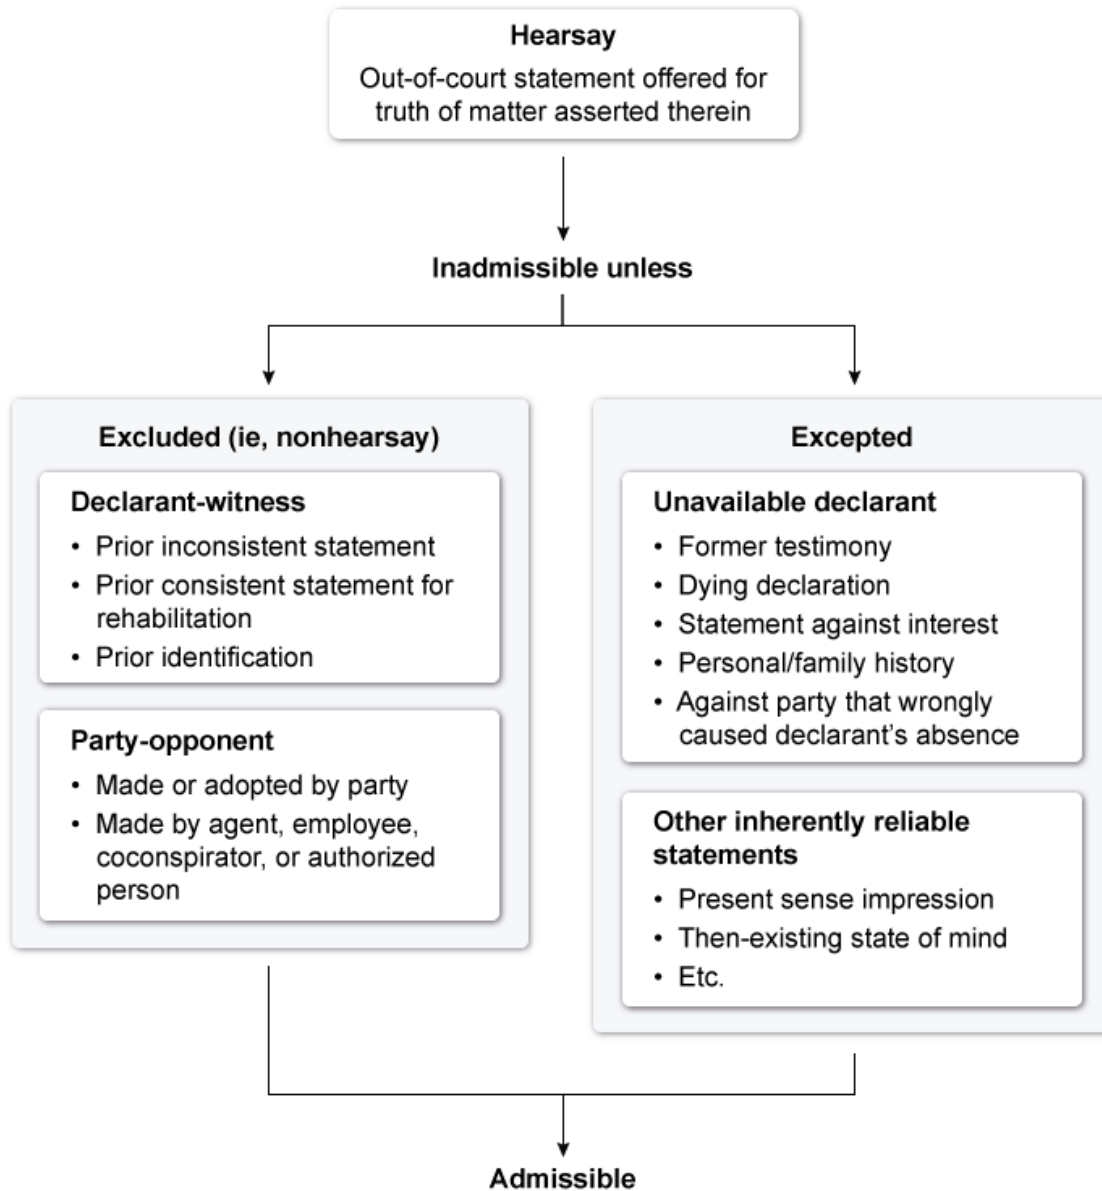 Hearsay
Out-of-court statement offered for
truth of matter asserted therein
Inadmissible unless
Excluded (ie, nonhearsay)
Declarant-witness
• Prior inconsistent statement
• Prior consistent statement for
rehabilitation
• Prior identification
Party-opponent
• Made or adopted by party
• Made by agent, employee,
coconspirator, or authorized
person
Excepted
Unavailable declarant
• Former testimony
• Dying declaration
• Statement against interest
• Personal/family history
• Against party that wrongly
caused declarant's absence
Other inherently reliable
statements
• Present sense impression
• Then-existing state of mind
• Etc.
Admissible